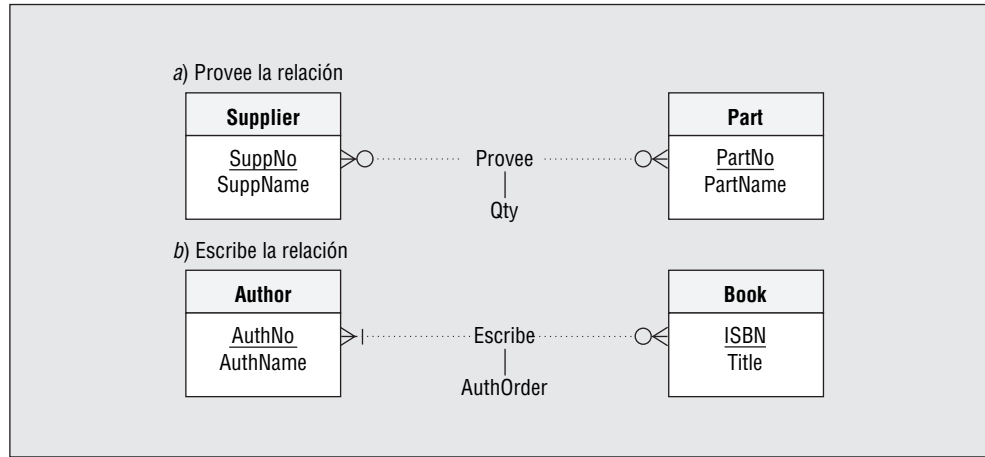 a) Provee la relación
Supplier
SuppNo
SuppName
Provee
Qty
Part
PartNo
PartName
b) Escribe la relación
Author
AuthNo
AuthName
Escribe
AuthOrder
Book
ISBN
Title